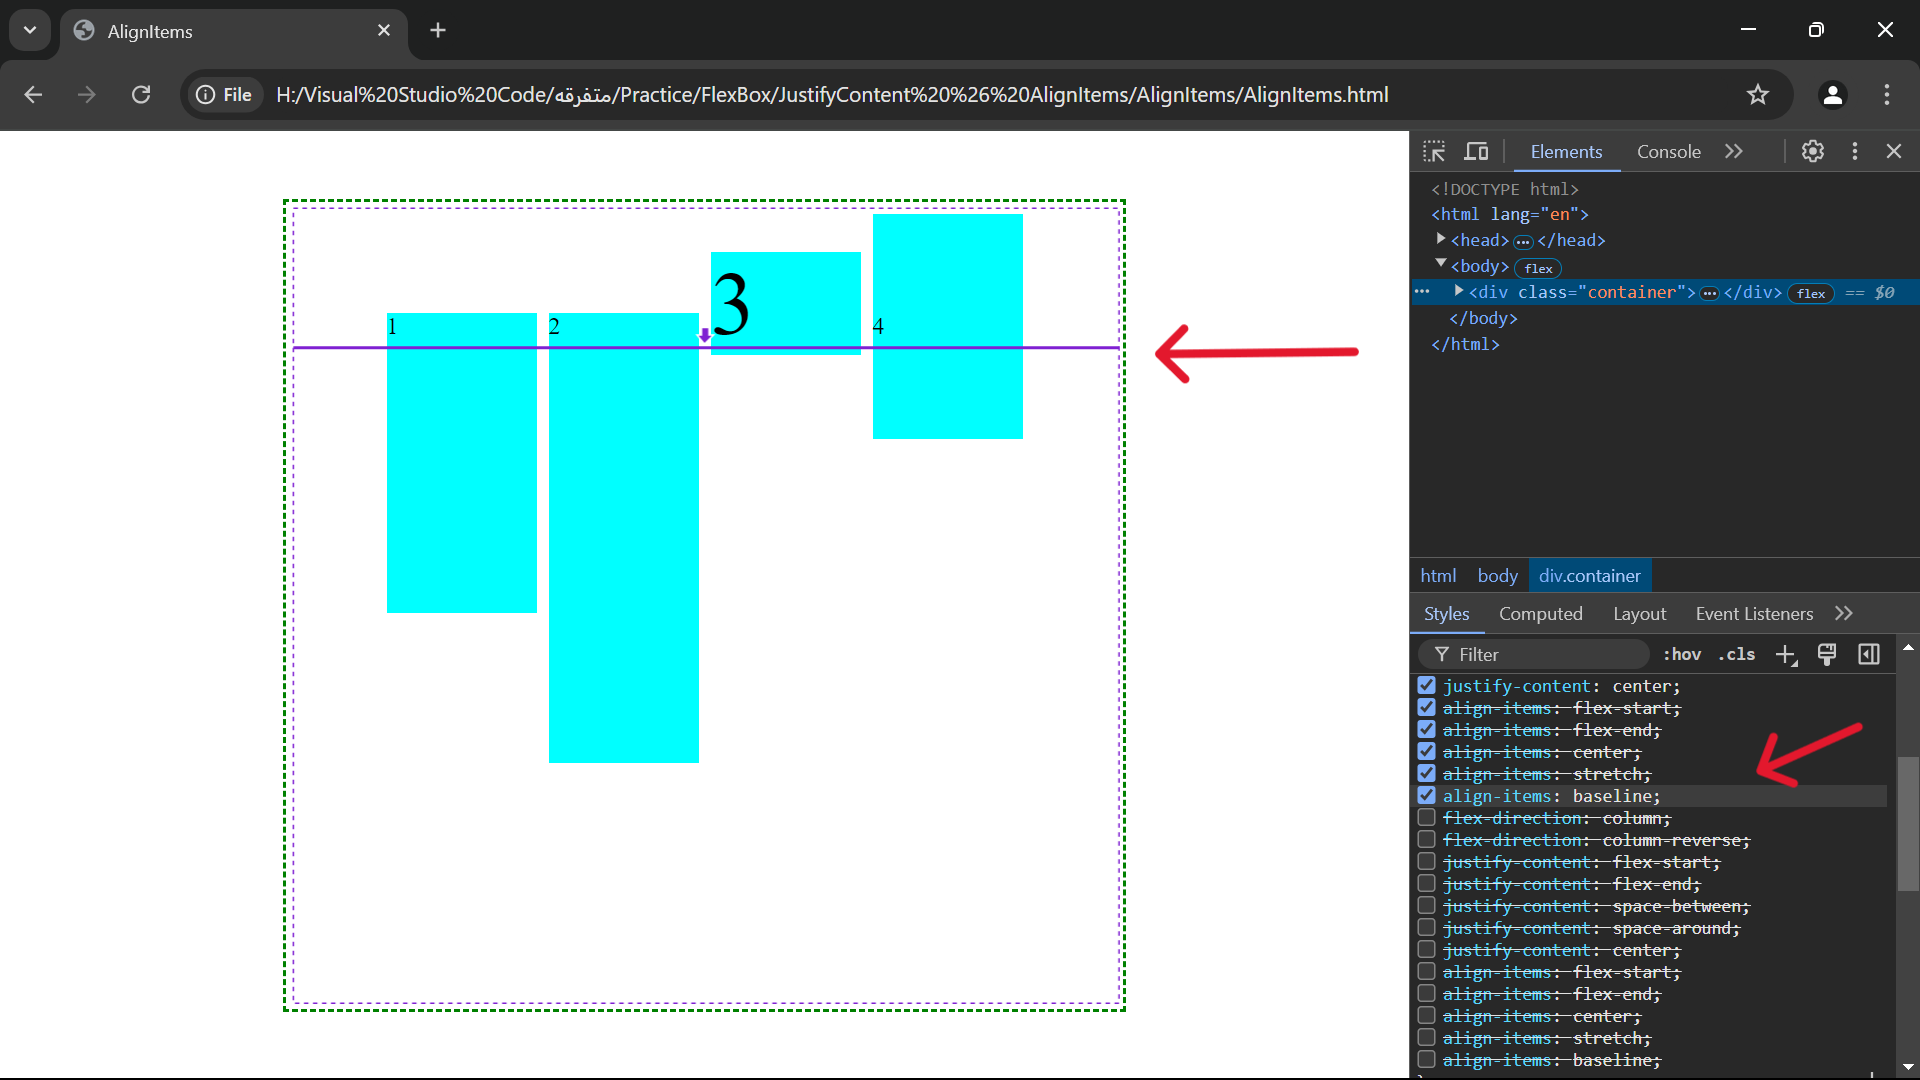 AlignItems
File H:/Visual%20Studio%20Code/متفرقه/Practice/FlexBox/JustifyContent%20%26%20AlignItems/AlignItems/AlignItems.html
1
2
3
4
Elements Console
<!DOCTYPE html>
<html lang="en">
<head> … </head>
<body> flex
… <div class="container"> … </div> flex == $0
</body>
</html>
html body div.container
Styles Computed Layout Event Listeners
Filter :hov .cls
justify-content: center;
align-items: flex-start;
align-items: flex-end;
align-items: center;
align-items: stretch;
align-items: baseline;
flex-direction: column;
flex-direction: column-reverse;
justify-content: flex-start;
justify-content: flex-end;
justify-content: space-between;
justify-content: space-around;
justify-content: center;
align-items: flex-start;
align-items: flex-end;
align-items: center;
align-items: stretch;
align-items: baseline;